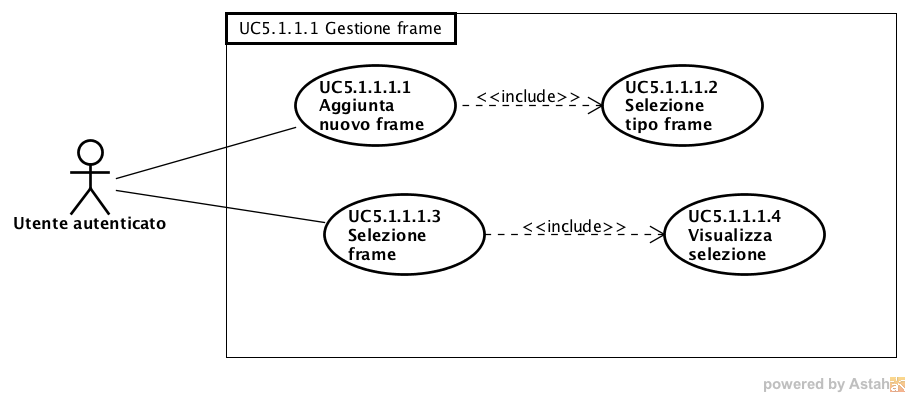 UC5.1.1.1 Gestione frame
UC5.1.1.1.1
Aggiunta
nuovo frame
<<include>>
UC5.1.1.1.2
Selezione
tipo frame
Utente autenticato
UC5.1.1.1.3
Selezione
frame
<<include>>
UC5.1.1.1.4
Visualizza
selezione
powered by Astah